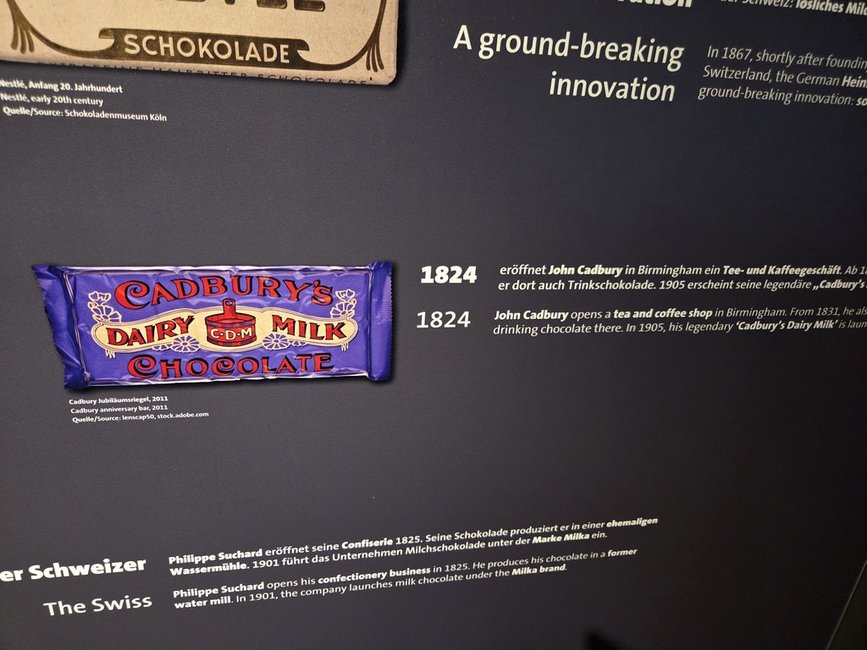 SCHOKOLADE
Nestlé, Anfang 20. Jahrhundert
Nestlé, early 20th century
Quelle/Source: Schokoladenmuseum Köln
Schweiz: lösliches
A ground-breaking
innovation
In 1867, shortly after
Switzerland, the German
ground-breaking innovation:
CADBURY'S
DAIRY C·D·M MILK
CHOCOLATE
Cadbury Jubiläumsriegel, 2011
Cadbury anniversary bar, 2011
Quelle/Source: lenscap50, stock.adobe.com
1824 eröffnet John Cadbury in Birmingham ein Tee- und Kaffeegeschäft. Ab
er dort auch Trinkschokolade. 1905 erscheint seine legendäre „Cadbury's
1824 John Cadbury opens a tea and coffee shop in Birmingham. From 1831, he
drinking chocolate there. In 1905, his legendary 'Cadbury's Dairy Milk' is
er Schweizer
Philippe Suchard eröffnet seine Confiserie 1825. Seine Schokolade produziert er in einer ehemaligen
Wassermühle. 1901 führt das Unternehmen Milchschokolade unter der Marke Milka ein.
The Swiss
Philippe Suchard opens his confectionery business in 1825. He produces his chocolate in a former
water mill. In 1901, the company launches milk chocolate under the Milka brand.